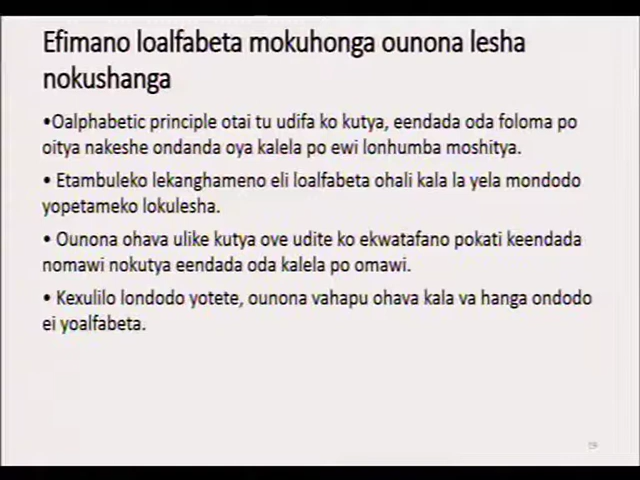 Efimano loalfabeta mokuhonga ounona lesha
nokushanga
•Oalphabetic principle otai tu udifa ko kutya, eendada oda foloma po
oitya nakeshe ondanda oya kalela po ewi lonhumba moshitya.
• Etambuleko lekanghameno eli loalfabeta ohali kala la yela mondodo
yopetameko lokulesha.
• Ounona ohava ulike kutya ove udite ko ekwatafano pokati keendada
nomawi nokutya eendada oda kalela po omawi.
• Kexulilo londodo yotete, ounona vahapu ohava kala va hanga ondodo
ei yoalfabeta.